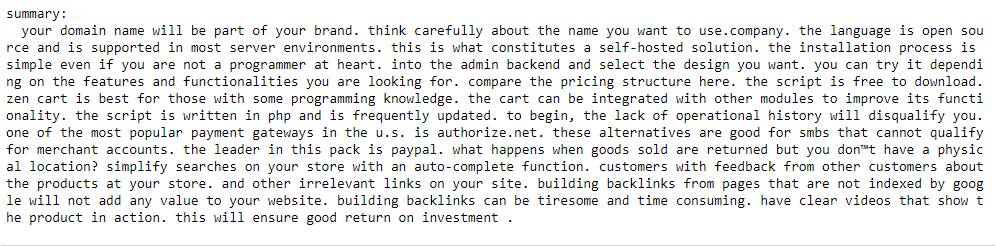 summary:
your domain name will be part of your brand. think carefully about the name you want to use.company. the language is open sou
rce and is supported in most server environments. this is what constitutes a self-hosted solution. the installation process is
simple even if you are not a programmer at heart. into the admin backend and select the design you want. you can try it dependi
ng on the features and functionalities you are looking for. compare the pricing structure here. the script is free to download.
zen cart is best for those with some programming knowledge. the cart can be integrated with other modules to improve its functi
onality. the script is written in php and is frequently updated. to begin, the lack of operational history will disqualify you.
one of the most popular payment gateways in the u.s. is authorize.net. these alternatives are good for smbs that cannot qualify
for merchant accounts. the leader in this pack is paypal. what happens when goods sold are returned but you don™t have a physic
al location? simplify searches on your store with an auto-complete function. customers with feedback from other customers about
the products at your store. and other irrelevant links on your site. building backlinks from pages that are not indexed by goog
le will not add any value to your website. building backlinks can be tiresome and time consuming. have clear videos that show t
he product in action. this will ensure good return on investment .